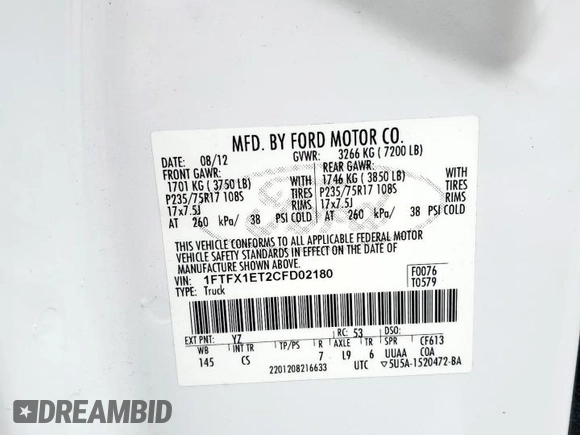 MFD. BY FORD MOTOR CO.
DATE: 08/12 GVWR: 3266 KG ( 7200 LB)
FRONT GAWR: REAR GAWR:
1701 KG ( 3750 LB) WITH 1746 KG ( 3850 LB) WITH
P235/75R17 108S TIRES P235/75R17 108S TIRES
17x7.5J RIMS 17x7.5J RIMS
AT 260 kPa/ 38 PSI COLD AT 260 kPa/ 38 PSI COLD
THIS VEHICLE CONFORMS TO ALL APPLICABLE FEDERAL MOTOR
VEHICLE SAFETY STANDARDS IN EFFECT ON THE DATE OF
MANUFACTURE SHOWN ABOVE.
VIN: 1FTFX1ET2CFD02180 F0076
TYPE: Truck T0579
EXT PNT: YZ RC: 53 DSO:
WB INT TR TP/PS R AXLE TR SPR CF613
145 CS 7 L9 6 UUAA COA
2201208216633 UTC ▽5U5A-1520472-BA
DREAMBID